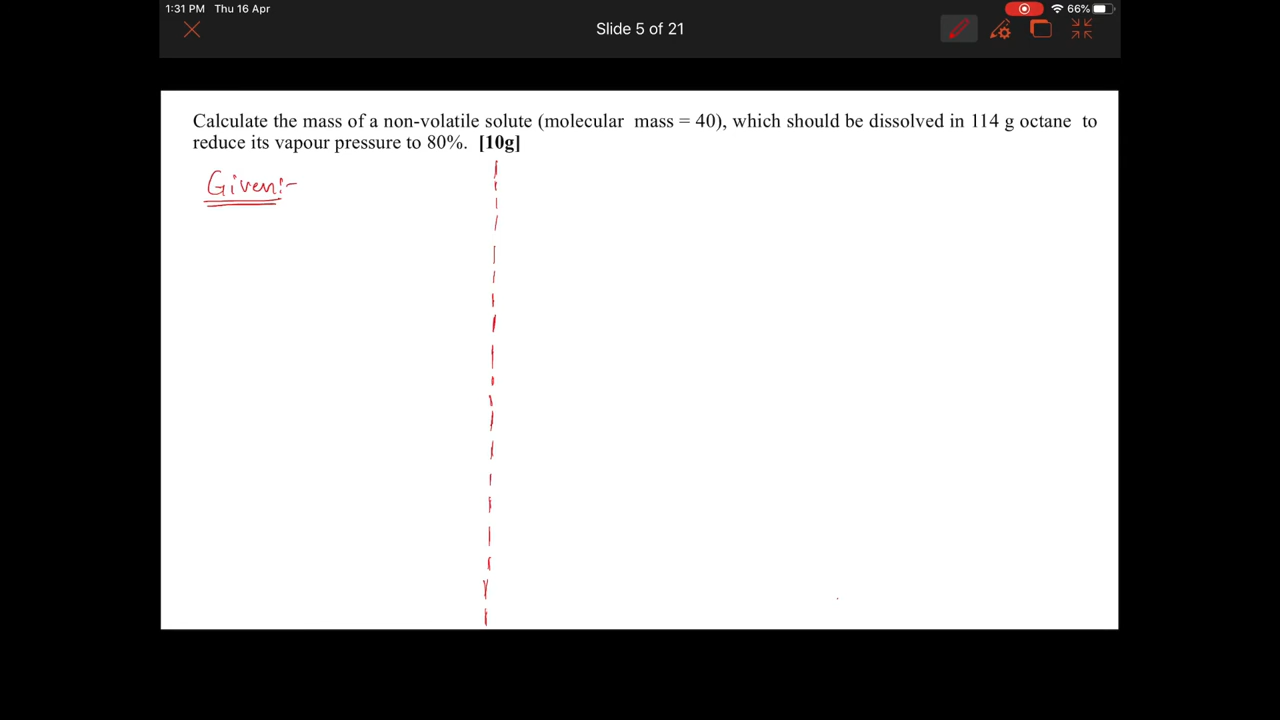 1:31 PM Thu 16 Apr
66%
Slide 5 of 21
Calculate the mass of a non-volatile solute (molecular mass = 40), which should be dissolved in 114 g octane to
reduce its vapour pressure to 80%. [10g]
Given:-